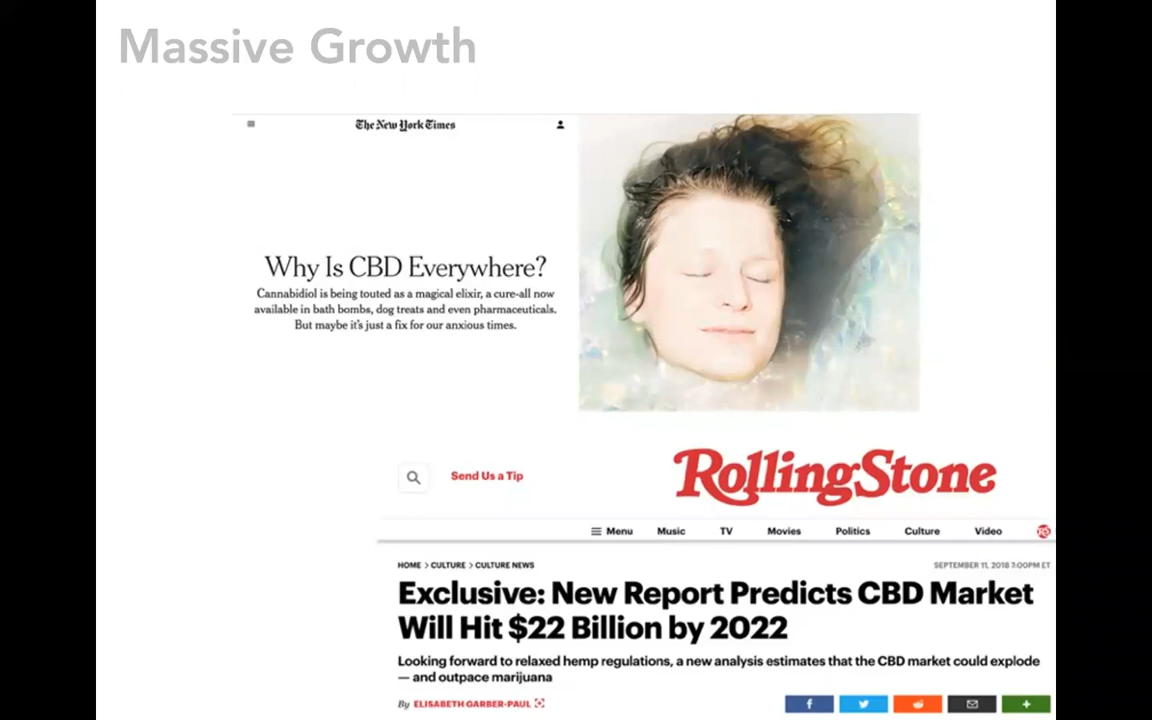 Massive Growth
The New York Times
Why Is CBD Everywhere?
Cannabidiol is being touted as a magical elixir, a cure-all now
available in bath bombs, dog treats and even pharmaceuticals.
But maybe it's just a fix for our anxious times.
Send Us a Tip
RollingStone
Menu Music TV Movies Politics Culture Video
HOME > CULTURE > CULTURE NEWS
SEPTEMBER 11, 2018 3:00PM ET
Exclusive: New Report Predicts CBD Market
Will Hit $22 Billion by 2022
Looking forward to relaxed hemp regulations, a new analysis estimates that the CBD market could explode
— and outpace marijuana
By ELISABETH GARBER-PAUL